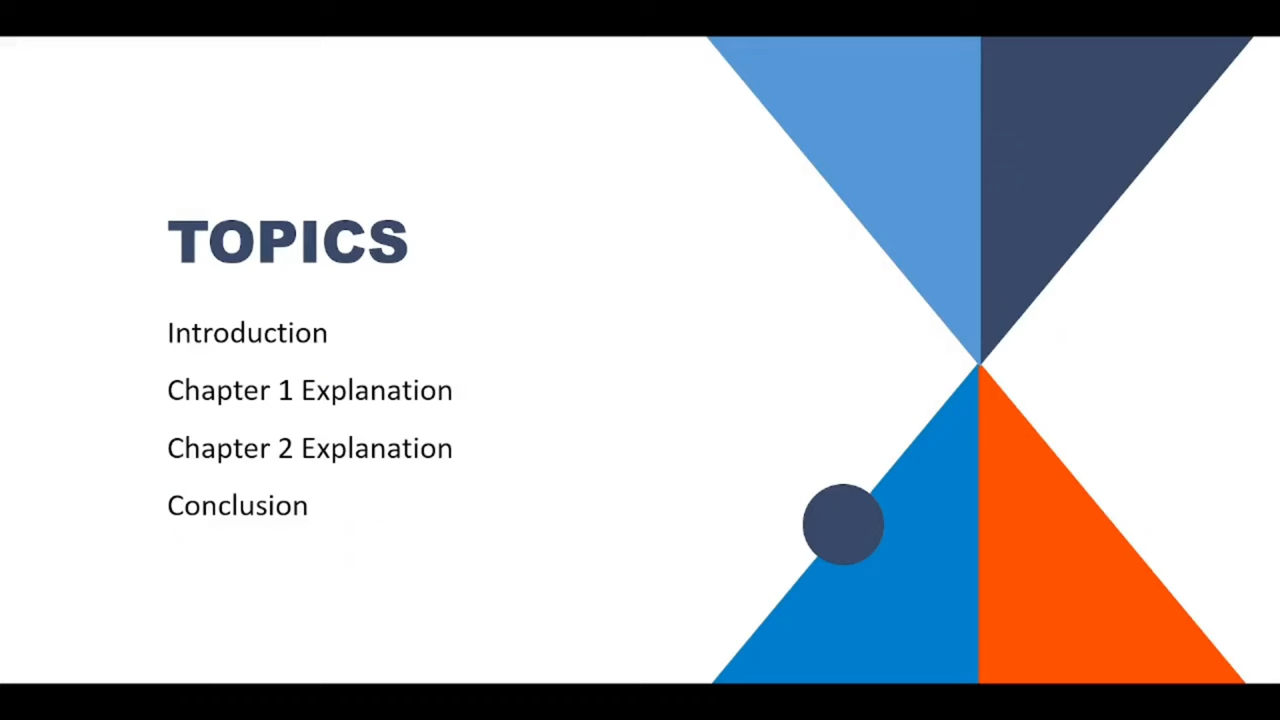 TOPICS
Introduction
Chapter 1 Explanation
Chapter 2 Explanation
Conclusion